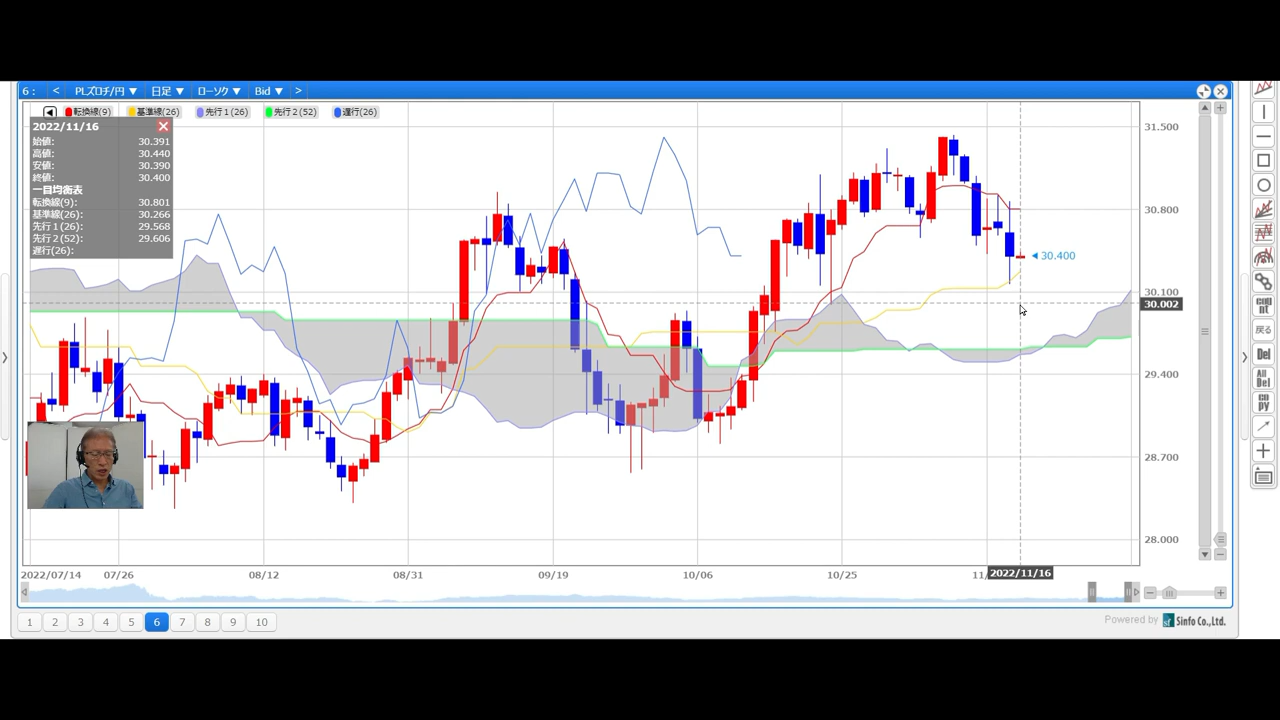 6 : < PLズロチ/円 ▼ 日足 ▼ ローソク ▼ Bid ▼ >
転換線(9) 基準線(26) 先行1(26) 先行2(52) 遅行(26)
2022/11/16
始値: 30.391
高値: 30.440
安値: 30.390
終値: 30.400
一目均衡表
転換線(9): 30.801
基準線(26): 30.266
先行1(26): 29.568
先行2(52): 29.606
遅行(26):
31.500
30.800
30.400
30.100
30.002
29.400
28.700
28.000
2022/07/14 07/26 08/12 08/31 09/19 10/06 10/25 11/ 2022/11/16
1 2 3 4 5 6 7 8 9 10
Powered by Sinfo Co.,Ltd.
戻る
Del
All
Del
co
py